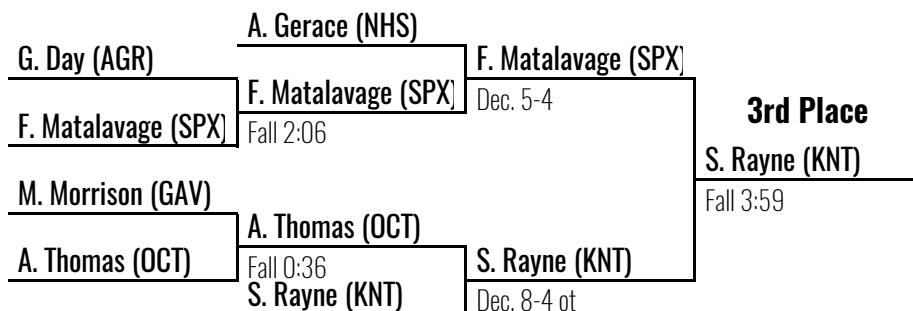 A. Gerace (NHS)
G. Day (AGR)
F. Matalavage (SPX)
F. Matalavage (SPX)
Dec. 5-4
F. Matalavage (SPX)
Fall 2:06
3rd Place
S. Rayne (KNT)
Fall 3:59
M. Morrison (GAV)
A. Thomas (OCT)
A. Thomas (OCT)
Fall 0:36
S. Rayne (KNT)
S. Rayne (KNT)
Dec. 8-4 ot